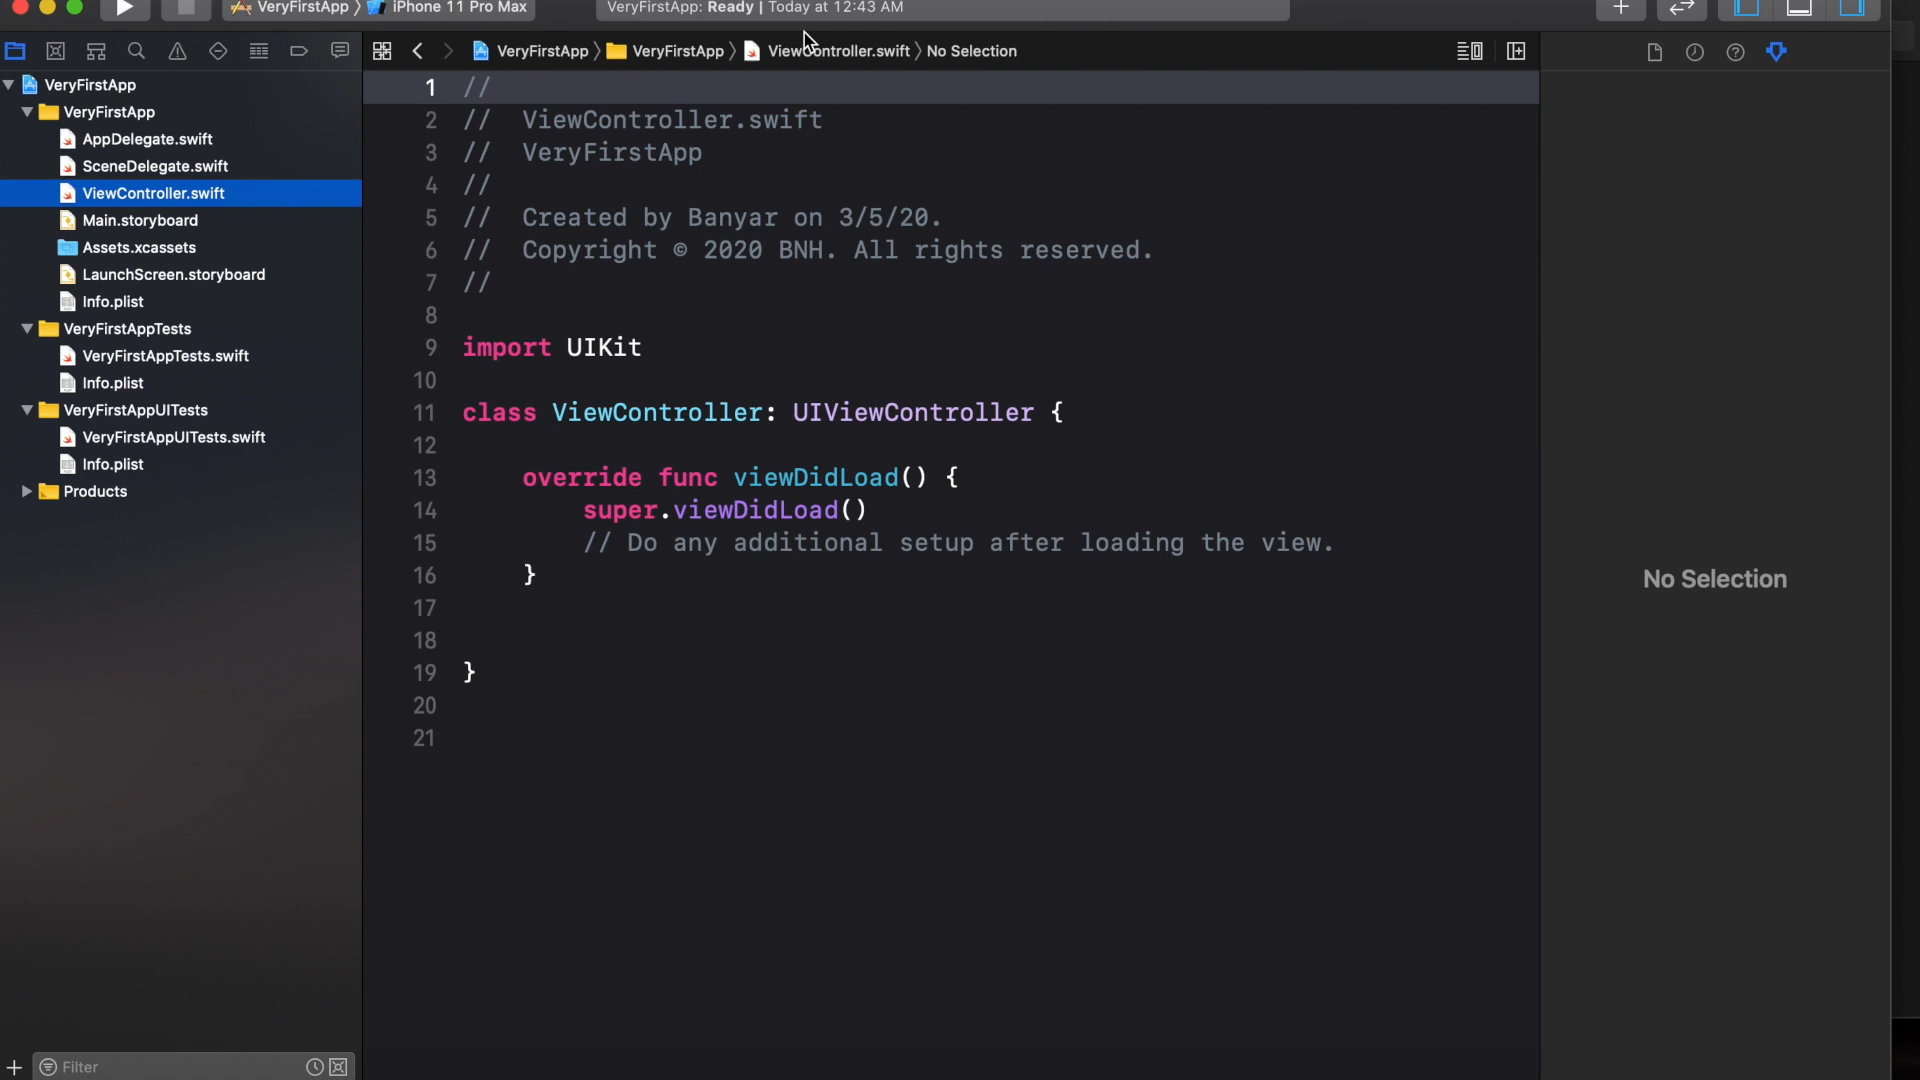 VeryFirstApp 〉 iPhone 11 Pro Max
VeryFirstApp: Ready | Today at 12:43 AM
VeryFirstApp 〉 VeryFirstApp 〉 ViewController.swift 〉 No Selection
VeryFirstApp
VeryFirstApp
AppDelegate.swift
SceneDelegate.swift
ViewController.swift
Main.storyboard
Assets.xcassets
LaunchScreen.storyboard
Info.plist
VeryFirstAppTests
VeryFirstAppTests.swift
Info.plist
VeryFirstAppUITests
VeryFirstAppUITests.swift
Info.plist
Products
Filter
1 //
2 //  ViewController.swift
3 //  VeryFirstApp
4 //
5 //  Created by Banyar on 3/5/20.
6 //  Copyright © 2020 BNH. All rights reserved.
7 //
8
9 import UIKit
10
11 class ViewController: UIViewController {
12
13     override func viewDidLoad() {
14         super.viewDidLoad()
15         // Do any additional setup after loading the view.
16     }
17
18
19 }
20
21
No Selection